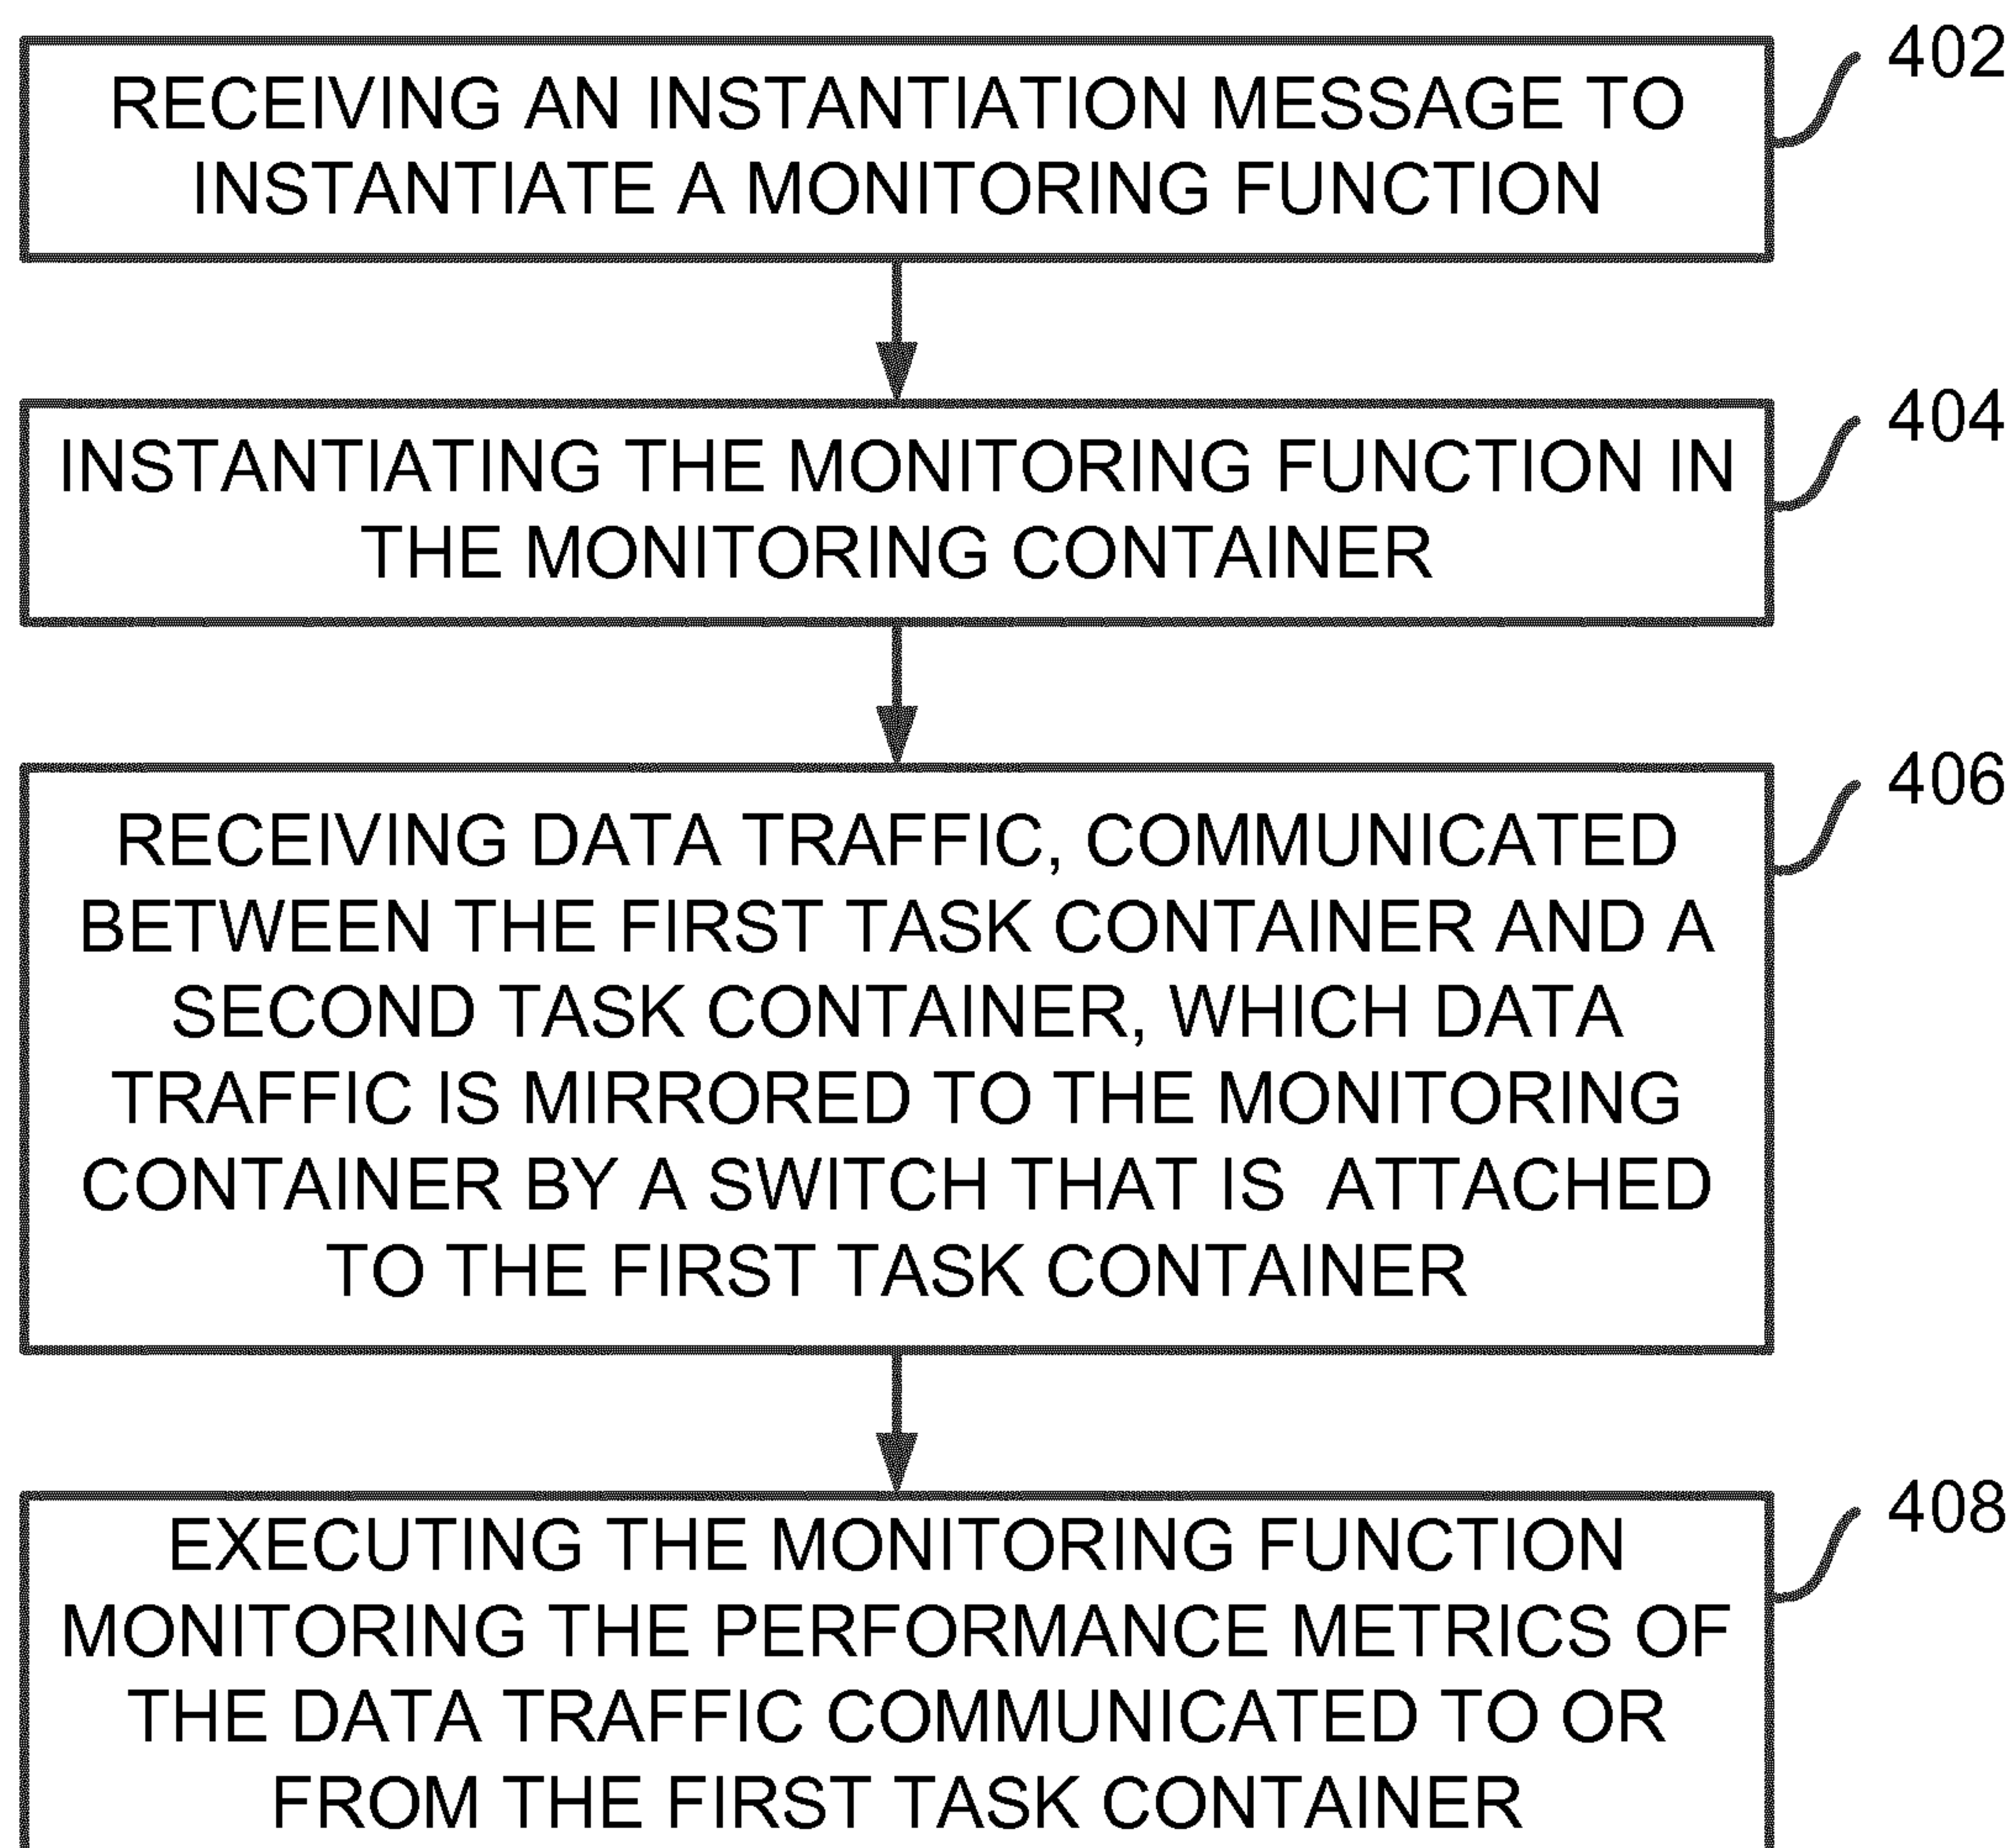 402
RECEIVING AN INSTANTIATION MESSAGE TO
INSTANTIATE A MONITORING FUNCTION
404
INSTANTIATING THE MONITORING FUNCTION IN
THE MONITORING CONTAINER
406
RECEIVING DATA TRAFFIC, COMMUNICATED
BETWEEN THE FIRST TASK CONTAINER AND A
SECOND TASK CONTAINER, WHICH DATA
TRAFFIC IS MIRRORED TO THE MONITORING
CONTAINER BY A SWITCH THAT IS ATTACHED
TO THE FIRST TASK CONTAINER
408
EXECUTING THE MONITORING FUNCTION
MONITORING THE PERFORMANCE METRICS OF
THE DATA TRAFFIC COMMUNICATED TO OR
FROM THE FIRST TASK CONTAINER